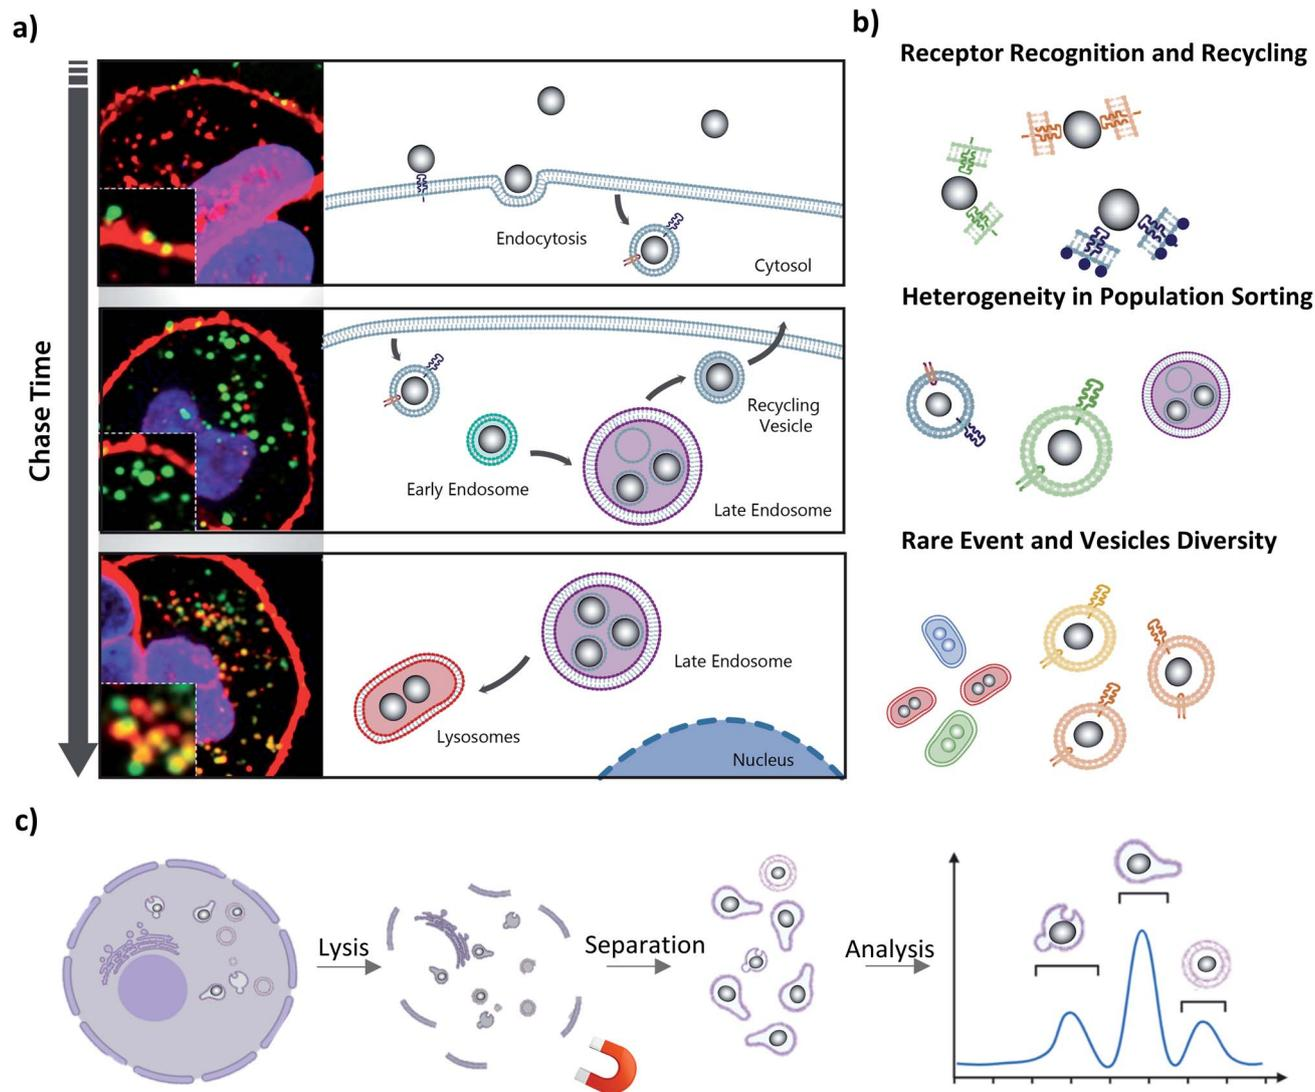 a)
Chase Time
Endocytosis
Cytosol
Recycling
Vesicle
Early Endosome
Late Endosome
Late Endosome
Lysosomes
Nucleus
b)
Receptor Recognition and Recycling
Heterogeneity in Population Sorting
Rare Event and Vesicles Diversity
c)
Lysis
Separation
Analysis